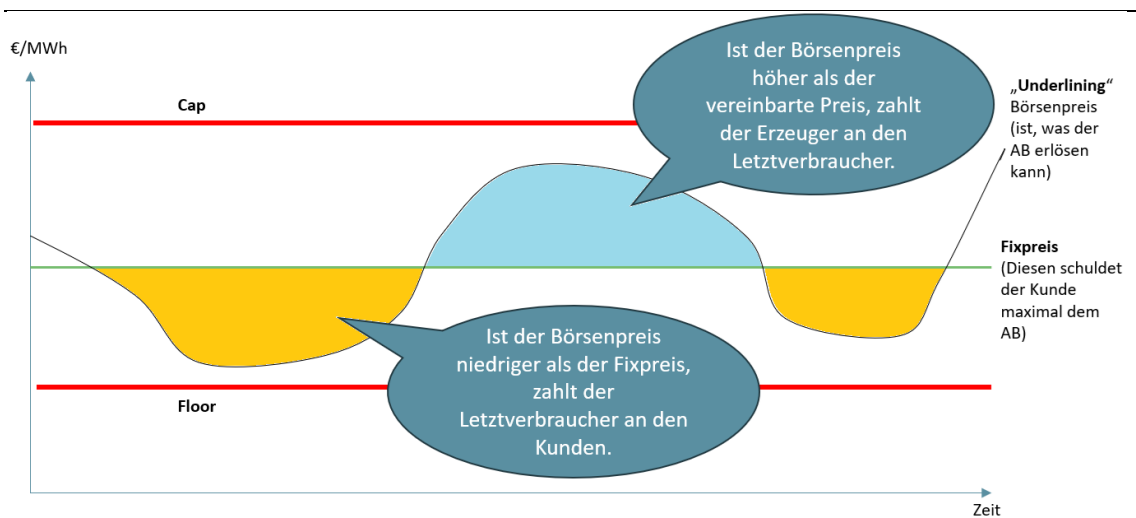 €/MWh
Cap
Ist der Börsenpreis
höher als der
vereinbarte Preis, zahlt
der Erzeuger an den
Letztverbraucher.
„Underlining“
Börsenpreis
(ist, was der
AB erlösen
kann)
Fixpreis
(Diesen schuldet
der Kunde
maximal dem
AB)
Ist der Börsenpreis
niedriger als der Fixpreis,
zahlt der
Letztverbraucher an den
Kunden.
Floor
Zeit